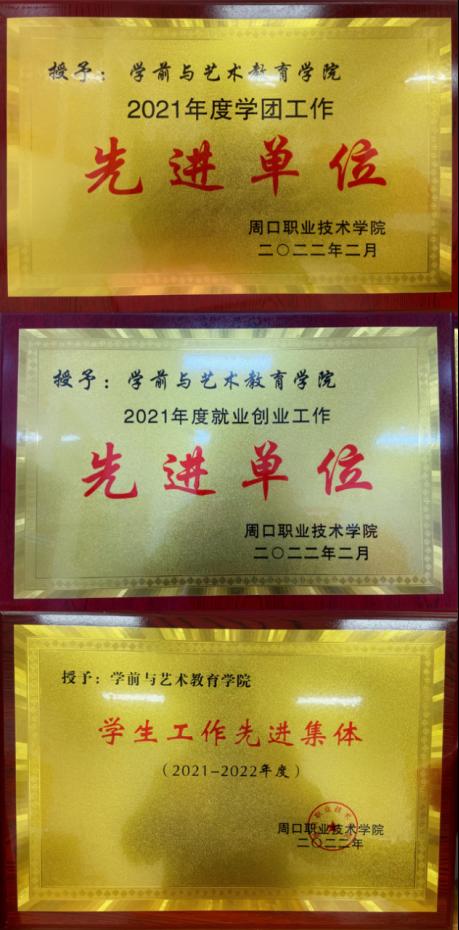 授予：学前与艺术教育学院
2021年度学团工作
先进单位
周口职业技术学院
二〇二二年二月
授予：学前与艺术教育学院
2021年度就业创业工作
先进单位
周口职业技术学院
二〇二二年二月
授予：学前与艺术教育学院
学生工作先进集体
（2021-2022年度）
周口职业技术学院
二〇二二年